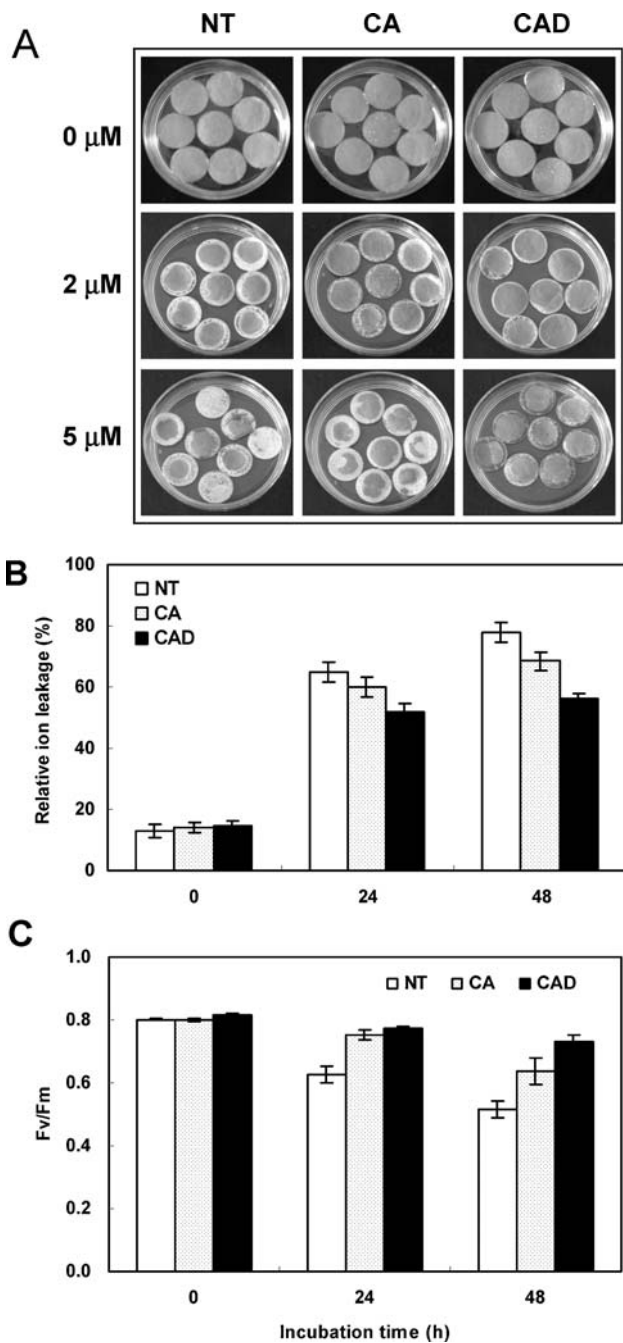 A
NT CA CAD
0 µM
2 µM
5 µM
B
100
80
60
40
20
0
Relative ion leakage (%)
NT
CA
CAD
0 24 48
C
1.0
0.8
0.6
0.4
0.2
0.0
Fv/Fm
NT CA CAD
0 24 48
Incubation time (h)